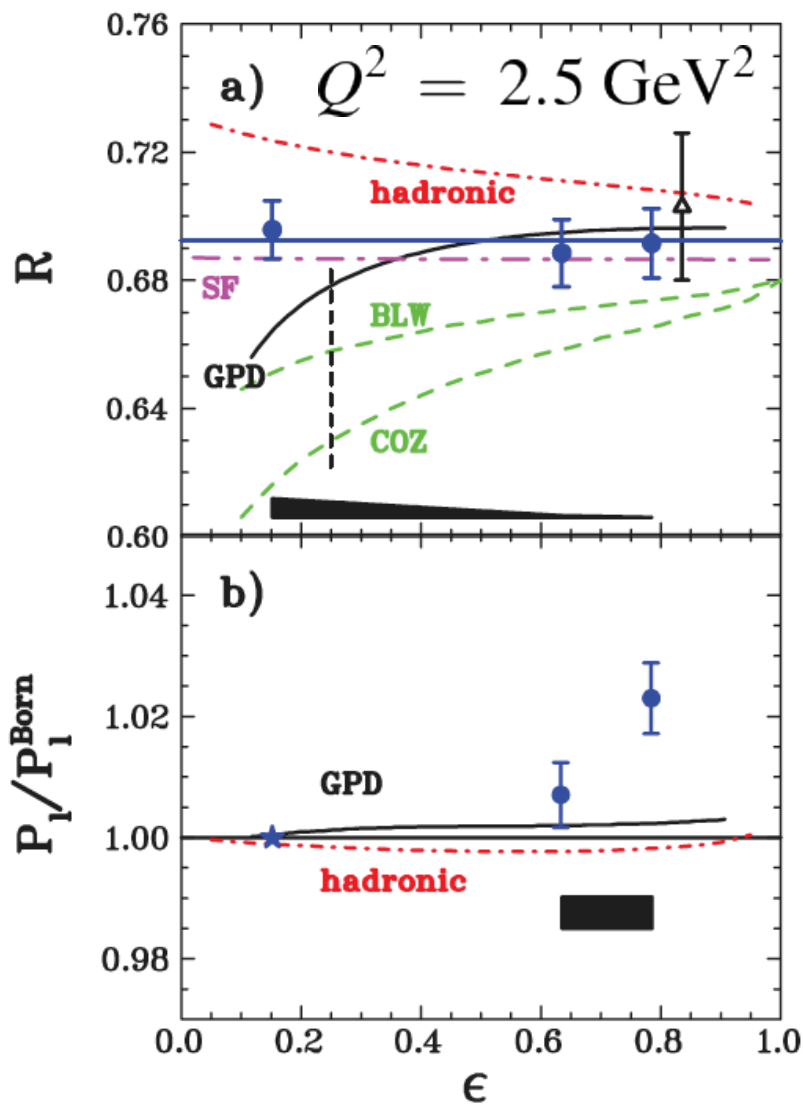 0.76
a) Q² = 2.5 GeV²
0.72
hadronic
R
0.68
SF
BLW
GPD
0.64
COZ
0.60
b)
1.04
P_l/P_l^Born
1.02
GPD
1.00
hadronic
0.98
0.0 0.2 0.4 0.6 0.8 1.0
ϵ